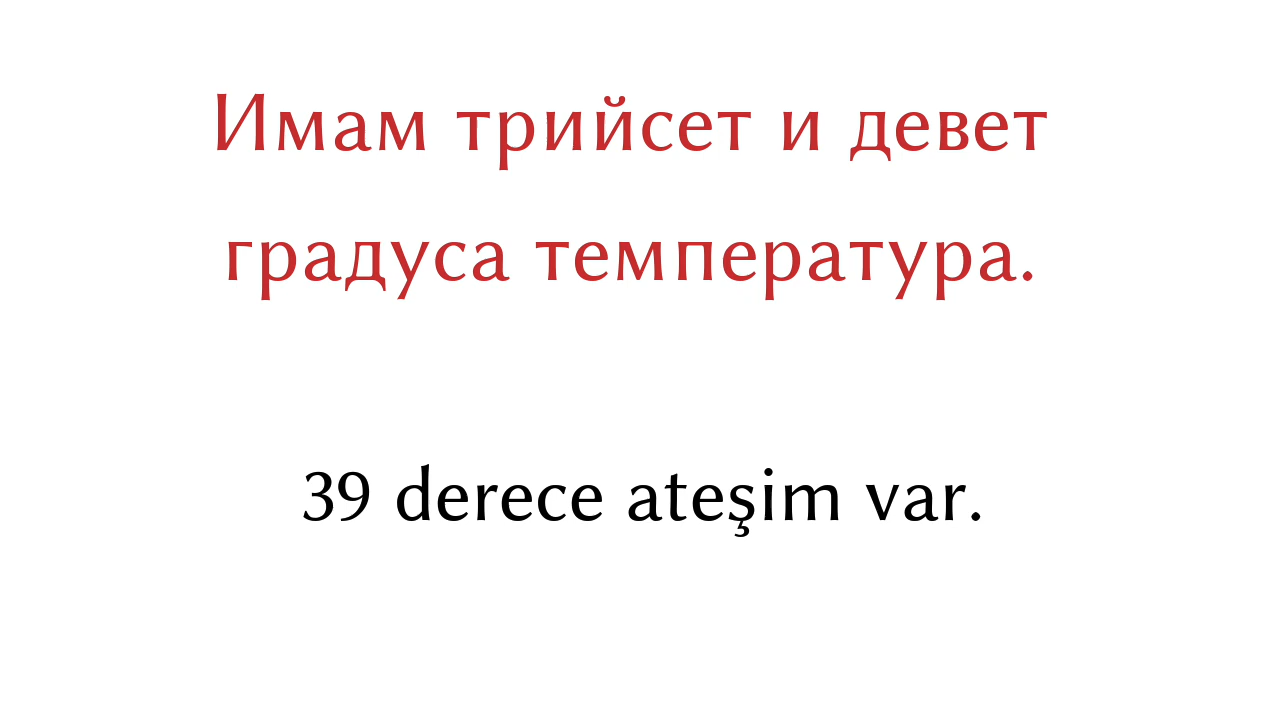 Имам трийсет и девет
градуса температура.
39 derece ateşim var.